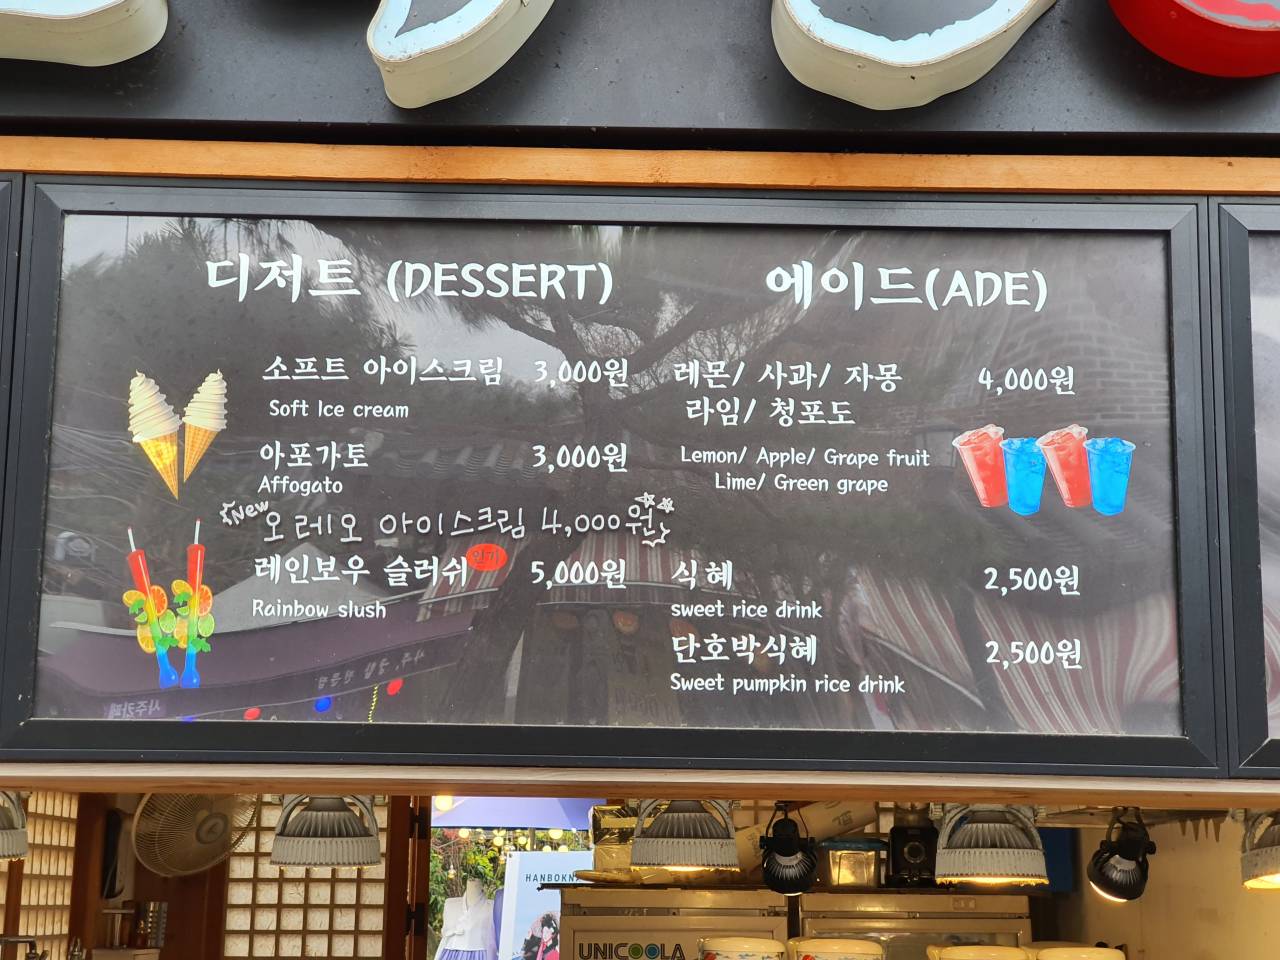 디저트 (DESSERT)
소프트 아이스크림 3,000원
Soft Ice cream
아포가토 3,000원
Affogato
New 오레오 아이스크림 4,000원
레인보우 슬러쉬 인기 5,000원
Rainbow slush
에이드(ADE)
레몬/ 사과/ 자몽 4,000원
라임/ 청포도
Lemon/ Apple/ Grape fruit
Lime/ Green grape
식혜 2,500원
sweet rice drink
단호박식혜 2,500원
Sweet pumpkin rice drink
UNICOOLA